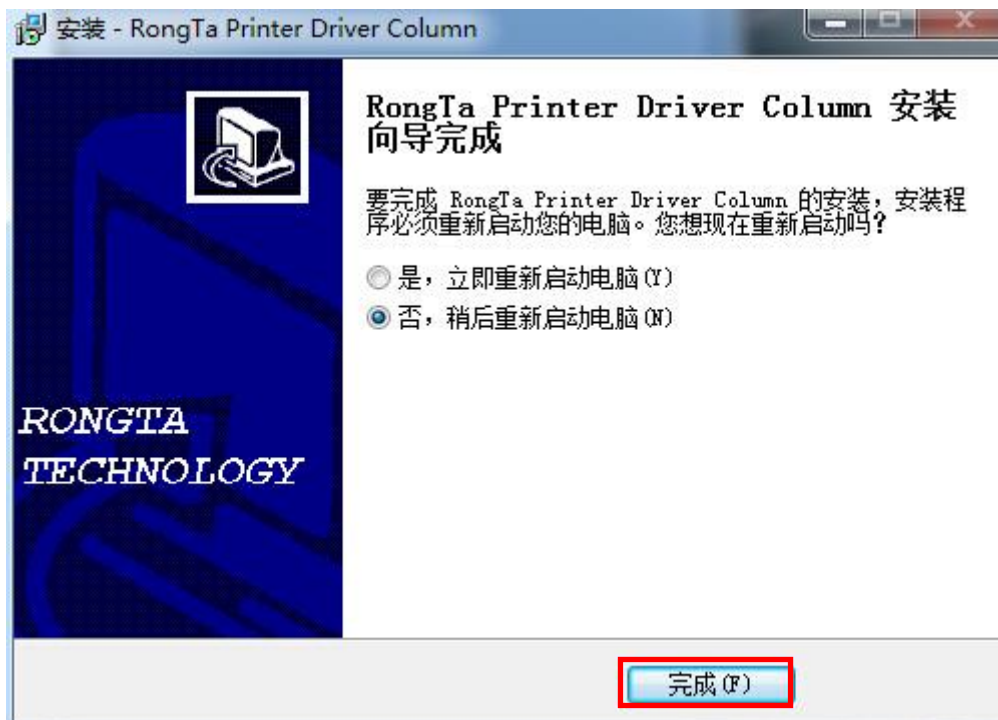 安装 - RongTa Printer Driver Column
RongTa Printer Driver Column 安装
向导完成
要完成 RongTa Printer Driver Column 的安装，安装程
序必须重新启动您的电脑。您想现在重新启动吗？
是，立即重新启动电脑(Y)
否，稍后重新启动电脑(N)
RONGTA
TECHNOLOGY
完成(F)